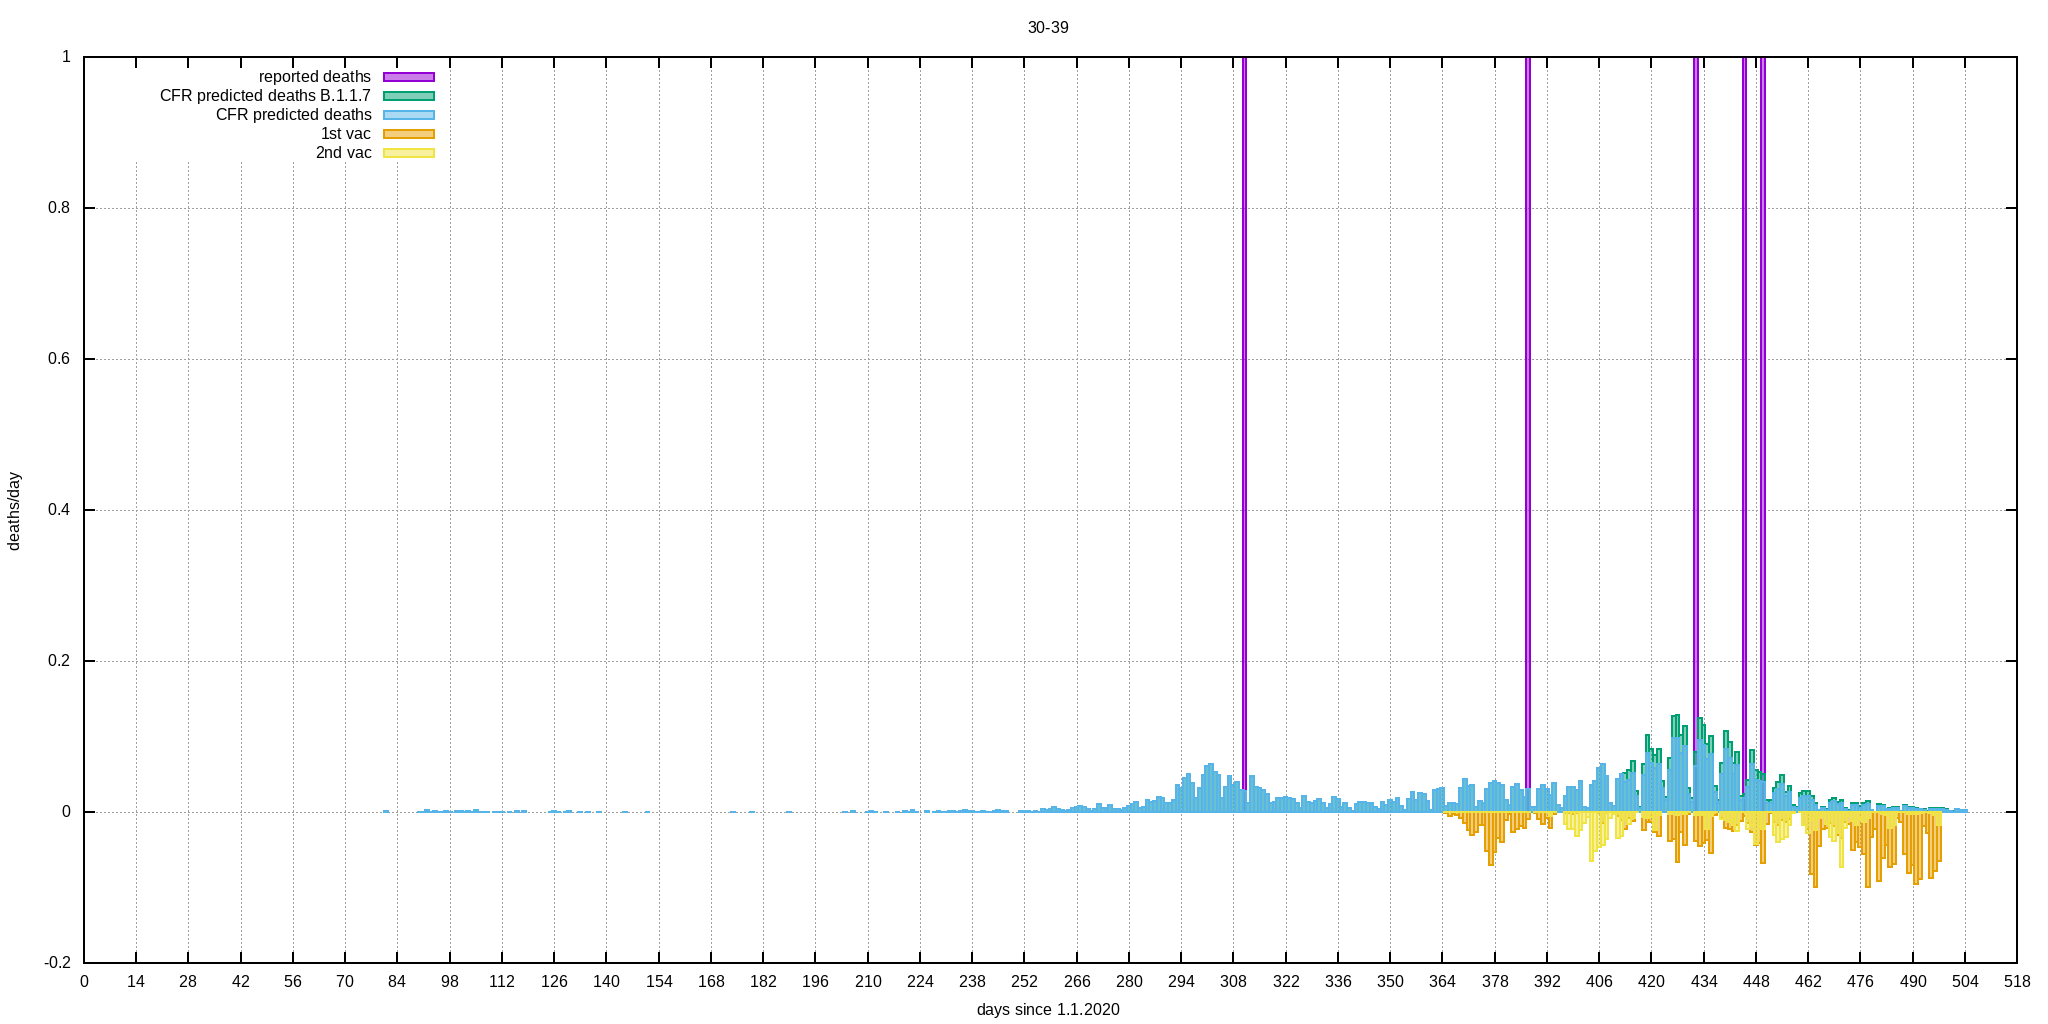 30-39
1
reported deaths
CFR predicted deaths B.1.1.7
CFR predicted deaths
1st vac
2nd vac
0.8
0.6
0.4
0.2
0
-0.2
deaths/day
0 14 28 42 56 70 84 98 112 126 140 154 168 182 196 210 224 238 252 266 280 294 308 322 336 350 364 378 392 406 420 434 448 462 476 490 504 518
days since 1.1.2020